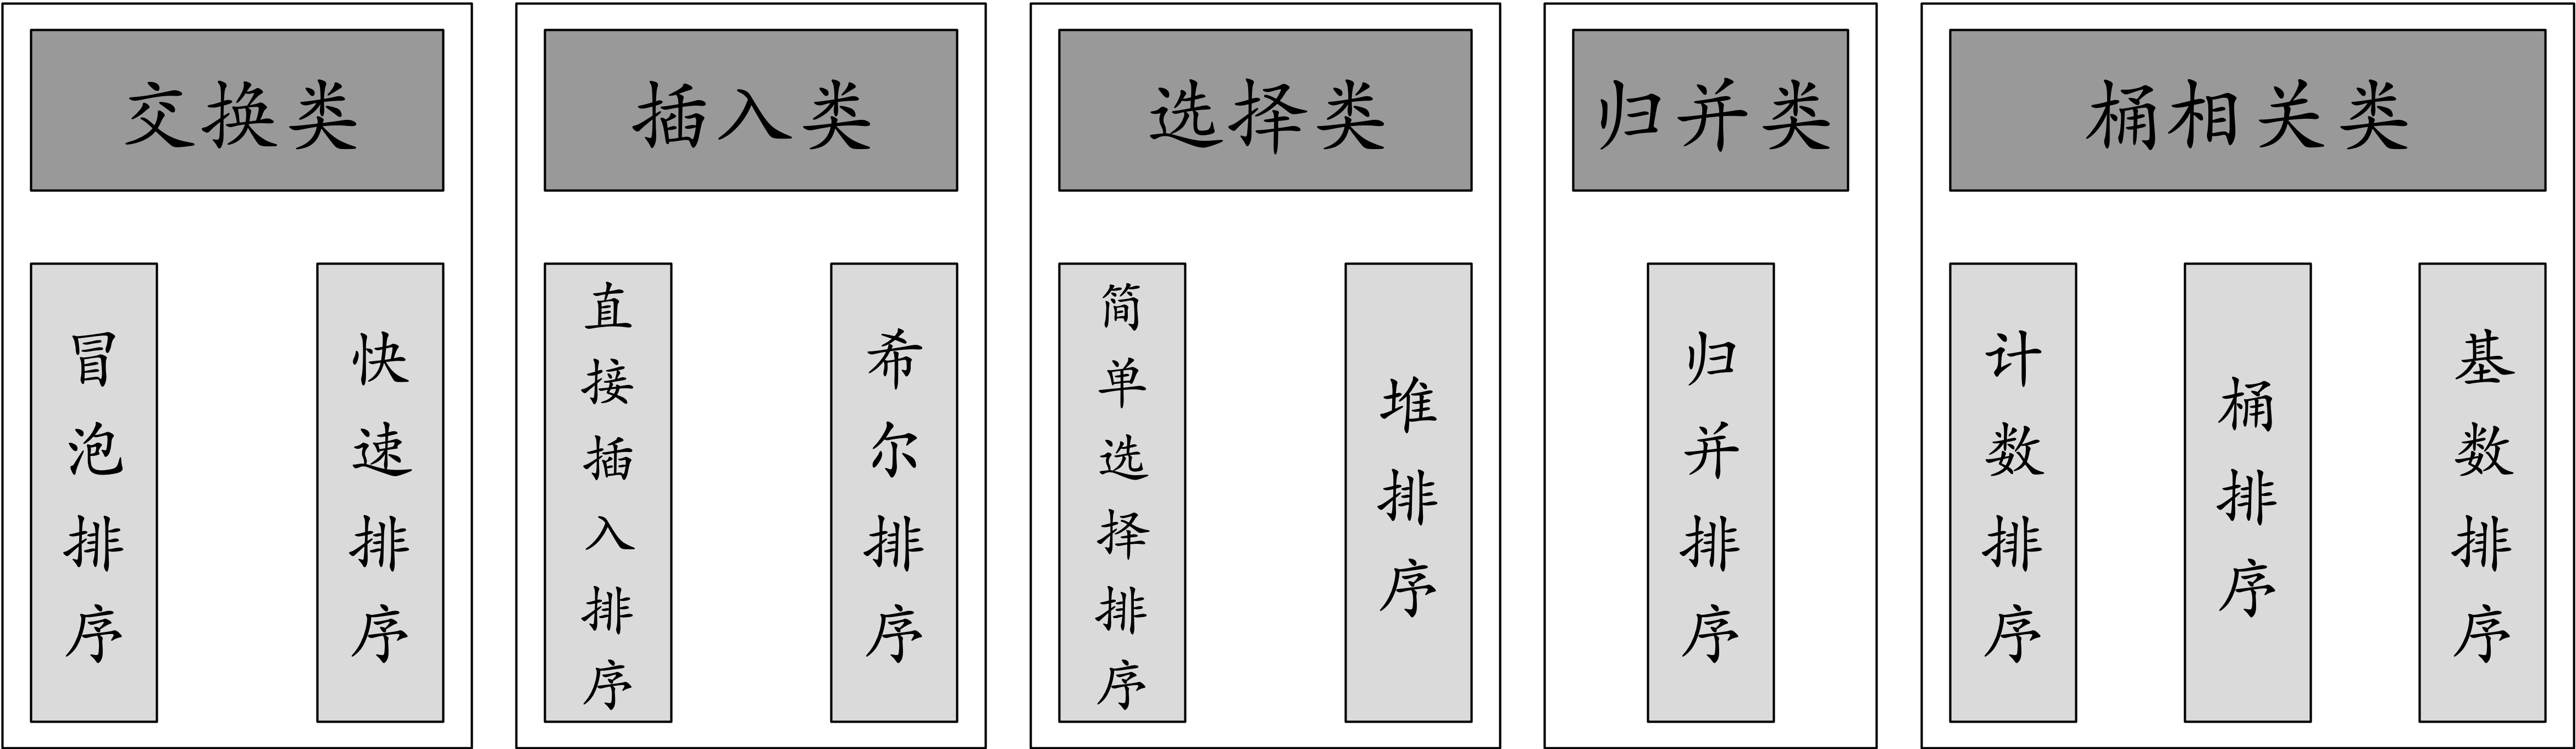 交换类
冒泡排序
快速排序
插入类
直接插入排序
希尔排序
选择类
简单选择排序
堆排序
归并类
归并排序
桶相关类
计数排序
桶排序
基数排序